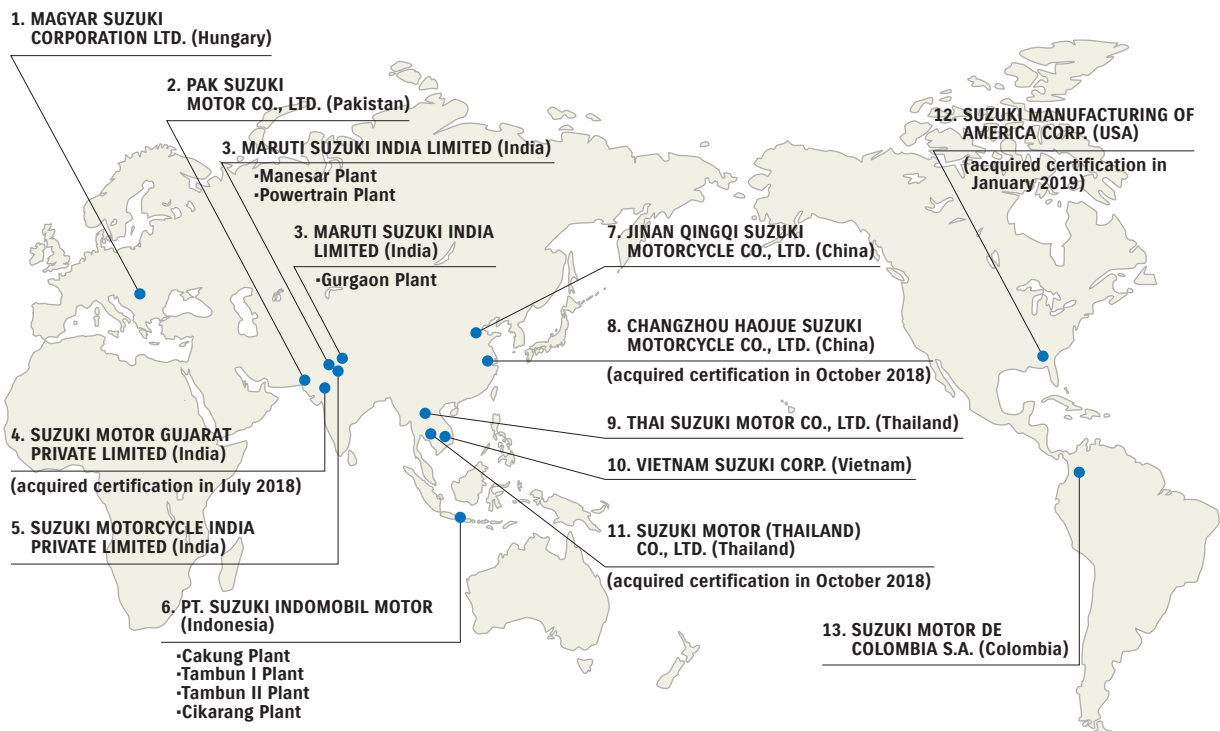 1. MAGYAR SUZUKI
CORPORATION LTD. (Hungary)
2. PAK SUZUKI
MOTOR CO., LTD. (Pakistan)
3. MARUTI SUZUKI INDIA LIMITED (India)
·Manesar Plant
·Powertrain Plant
3. MARUTI SUZUKI INDIA
LIMITED (India)
·Gurgaon Plant
4. SUZUKI MOTOR GUJARAT
PRIVATE LIMITED (India)
(acquired certification in July 2018)
5. SUZUKI MOTORCYCLE INDIA
PRIVATE LIMITED (India)
6. PT. SUZUKI INDOMOBIL MOTOR
(Indonesia)
·Cakung Plant
·Tambun I Plant
·Tambun II Plant
·Cikarang Plant
7. JINAN QINGQI SUZUKI
MOTORCYCLE CO., LTD. (China)
8. CHANGZHOU HAOJUE SUZUKI
MOTORCYCLE CO., LTD. (China)
(acquired certification in October 2018)
9. THAI SUZUKI MOTOR CO., LTD. (Thailand)
10. VIETNAM SUZUKI CORP. (Vietnam)
11. SUZUKI MOTOR (THAILAND)
CO., LTD. (Thailand)
(acquired certification in October 2018)
12. SUZUKI MANUFACTURING OF
AMERICA CORP. (USA)
(acquired certification in
January 2019)
13. SUZUKI MOTOR DE
COLOMBIA S.A. (Colombia)